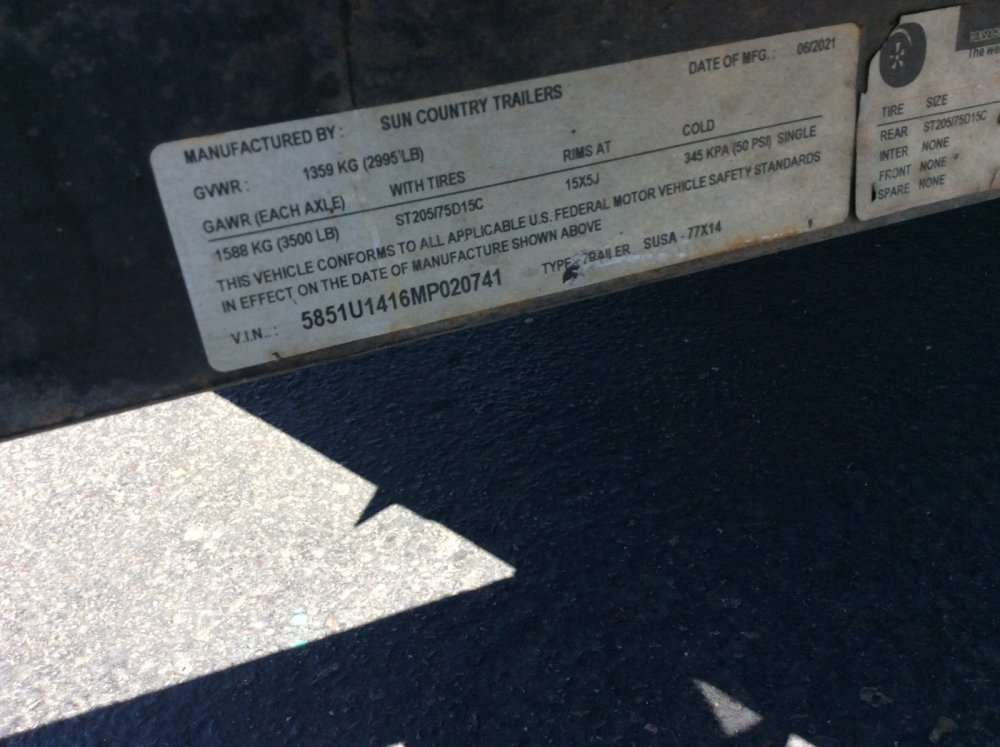 MANUFACTURED BY: SUN COUNTRY TRAILERS DATE OF MFG.: 06/2021
GVWR: 1359 KG (2995 LB)
GAWR (EACH AXLE) WITH TIRES RIMS AT COLD
1588 KG (3500 LB) ST205/75D15C 15X5J 345 KPA (50 PSI) SINGLE
THIS VEHICLE CONFORMS TO ALL APPLICABLE U.S. FEDERAL MOTOR VEHICLE SAFETY STANDARDS
IN EFFECT ON THE DATE OF MANUFACTURE SHOWN ABOVE
V.I.N..: 5851U1416MP020741 TYPE: TRAILER SUSA - 77X14
TIRE SIZE
REAR ST205/75D15C
INTER NONE
FRONT NONE
SPARE NONE